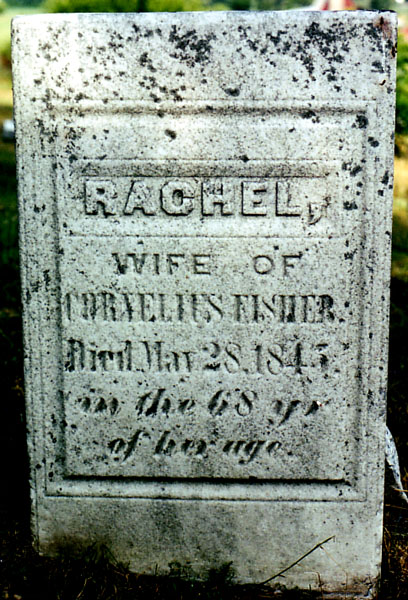 RACHEL,
WIFE OF
CORNELIUS FISHER.
Died May 28, 1845.
in the 68 yr
of her age.